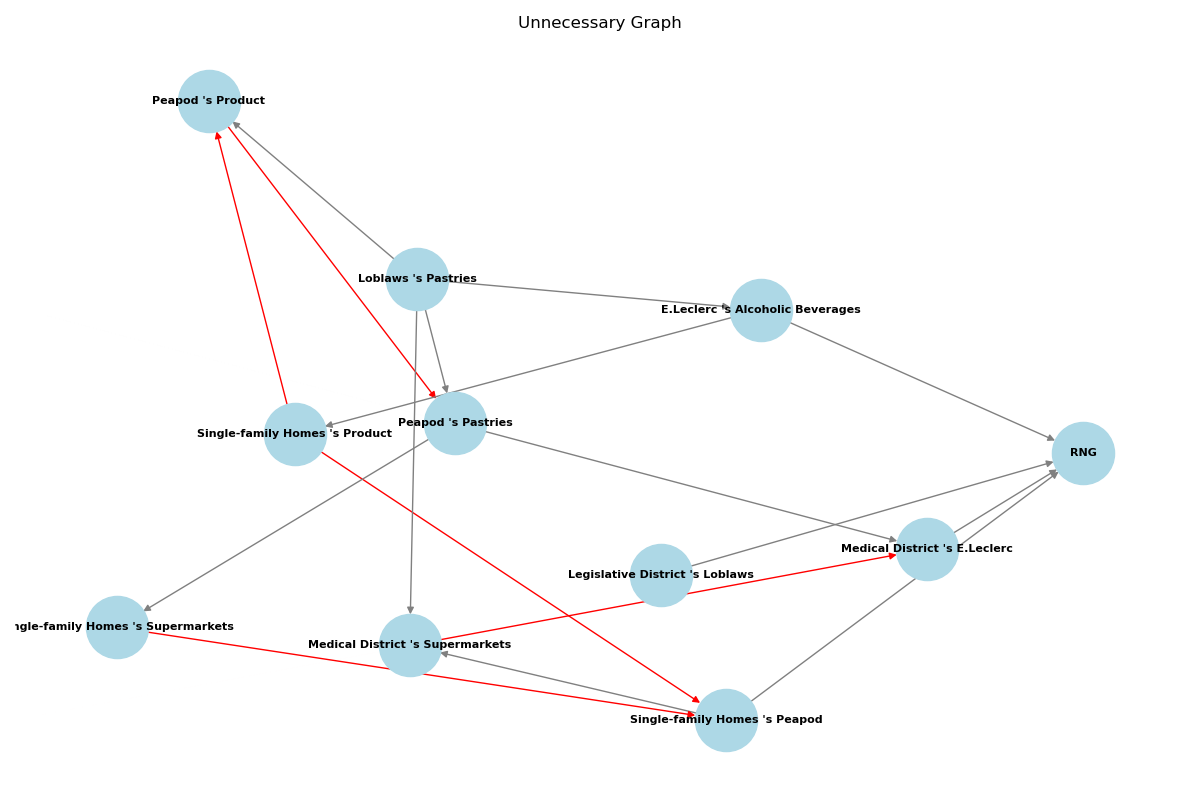 Unnecessary Graph
Peapod 's Product
Loblaws 's Pastries
E.Leclerc 's Alcoholic Beverages
Peapod 's Pastries
Single-family Homes 's Product
RNG
Medical District 's E.Leclerc
Legislative District 's Loblaws
ngle-family Homes 's Supermarkets
Medical District 's Supermarkets
Single-family Homes 's Peapod